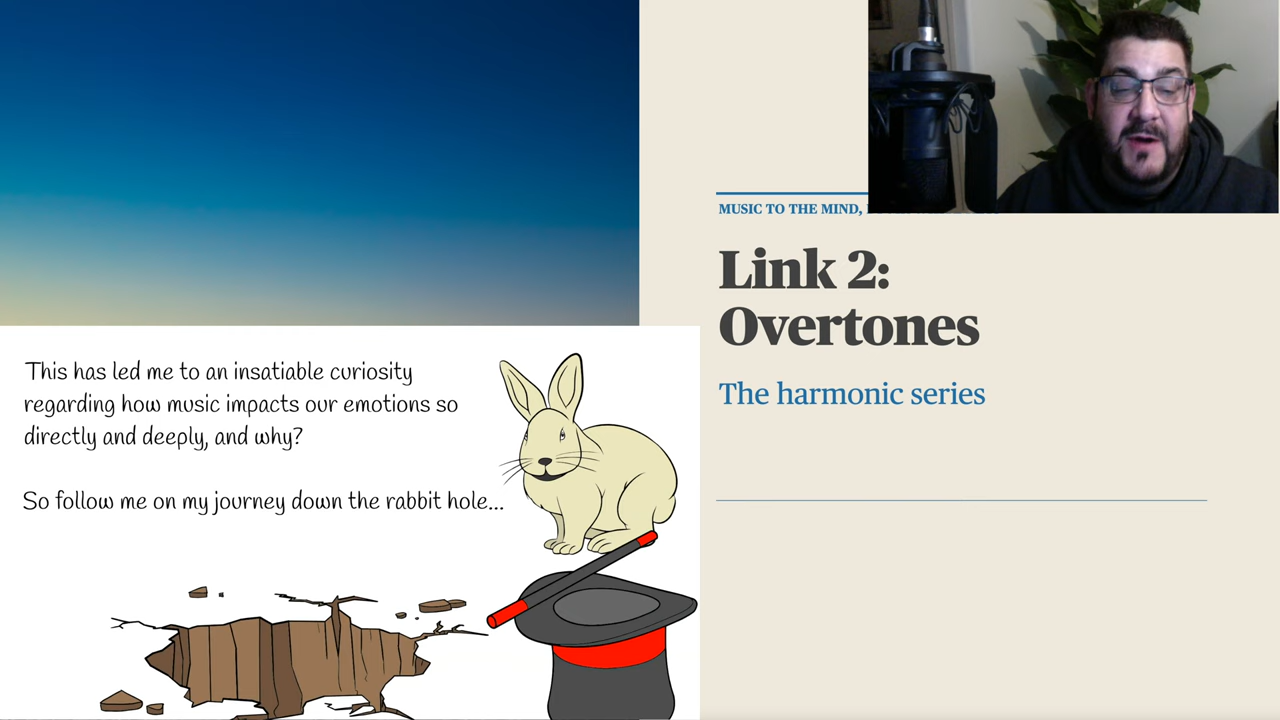 MUSIC TO THE MIND,
Link 2:
Overtones
The harmonic series
This has led me to an insatiable curiosity
regarding how music impacts our emotions so
directly and deeply, and why?
So follow me on my journey down the rabbit hole...